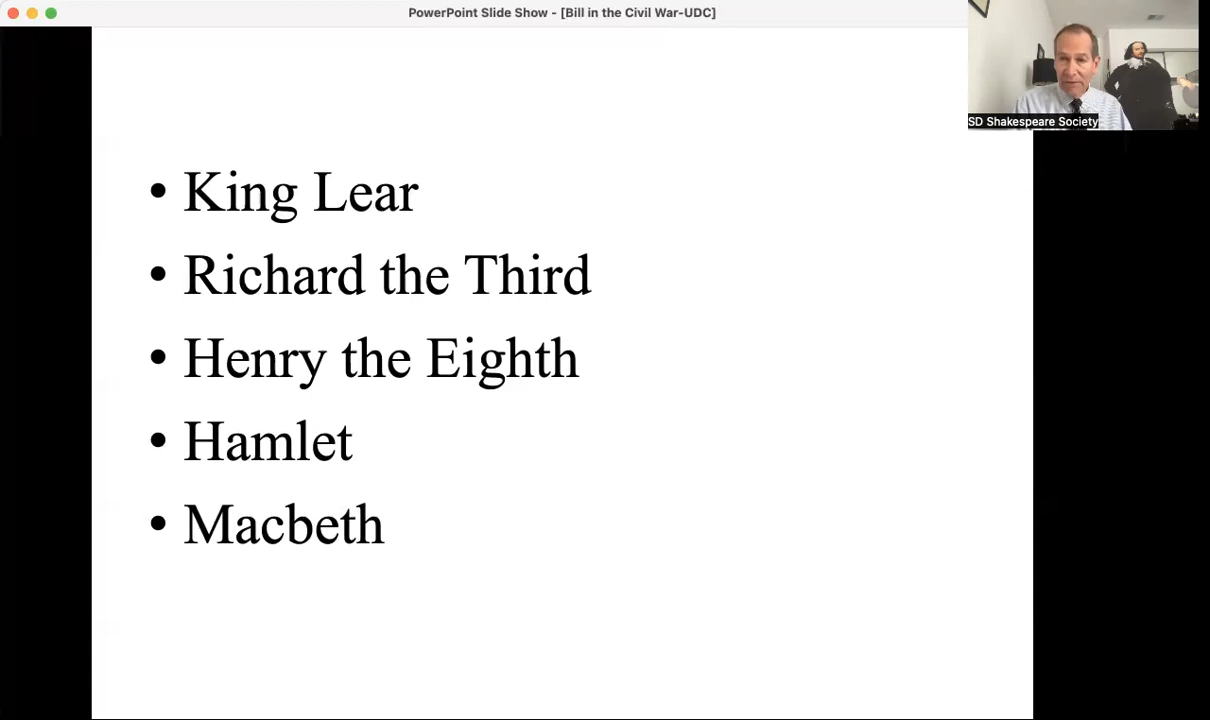 PowerPoint Slide Show - [Bill in the Civil War-UDC]
SD Shakespeare Society
• King Lear
• Richard the Third
• Henry the Eighth
• Hamlet
• Macbeth